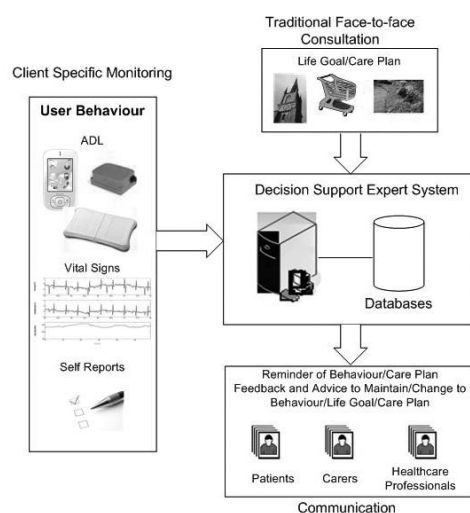 Traditional Face-to-face
Consultation
Life Goal/Care Plan
Client Specific Monitoring
User Behaviour
ADL
Vital Signs
Self Reports
Decision Support Expert System
Databases
Reminder of Behaviour/Care Plan
Feedback and Advice to Maintain/Change to
Behaviour/Life Goal/Care Plan
Patients
Carers
Healthcare
Professionals
Communication